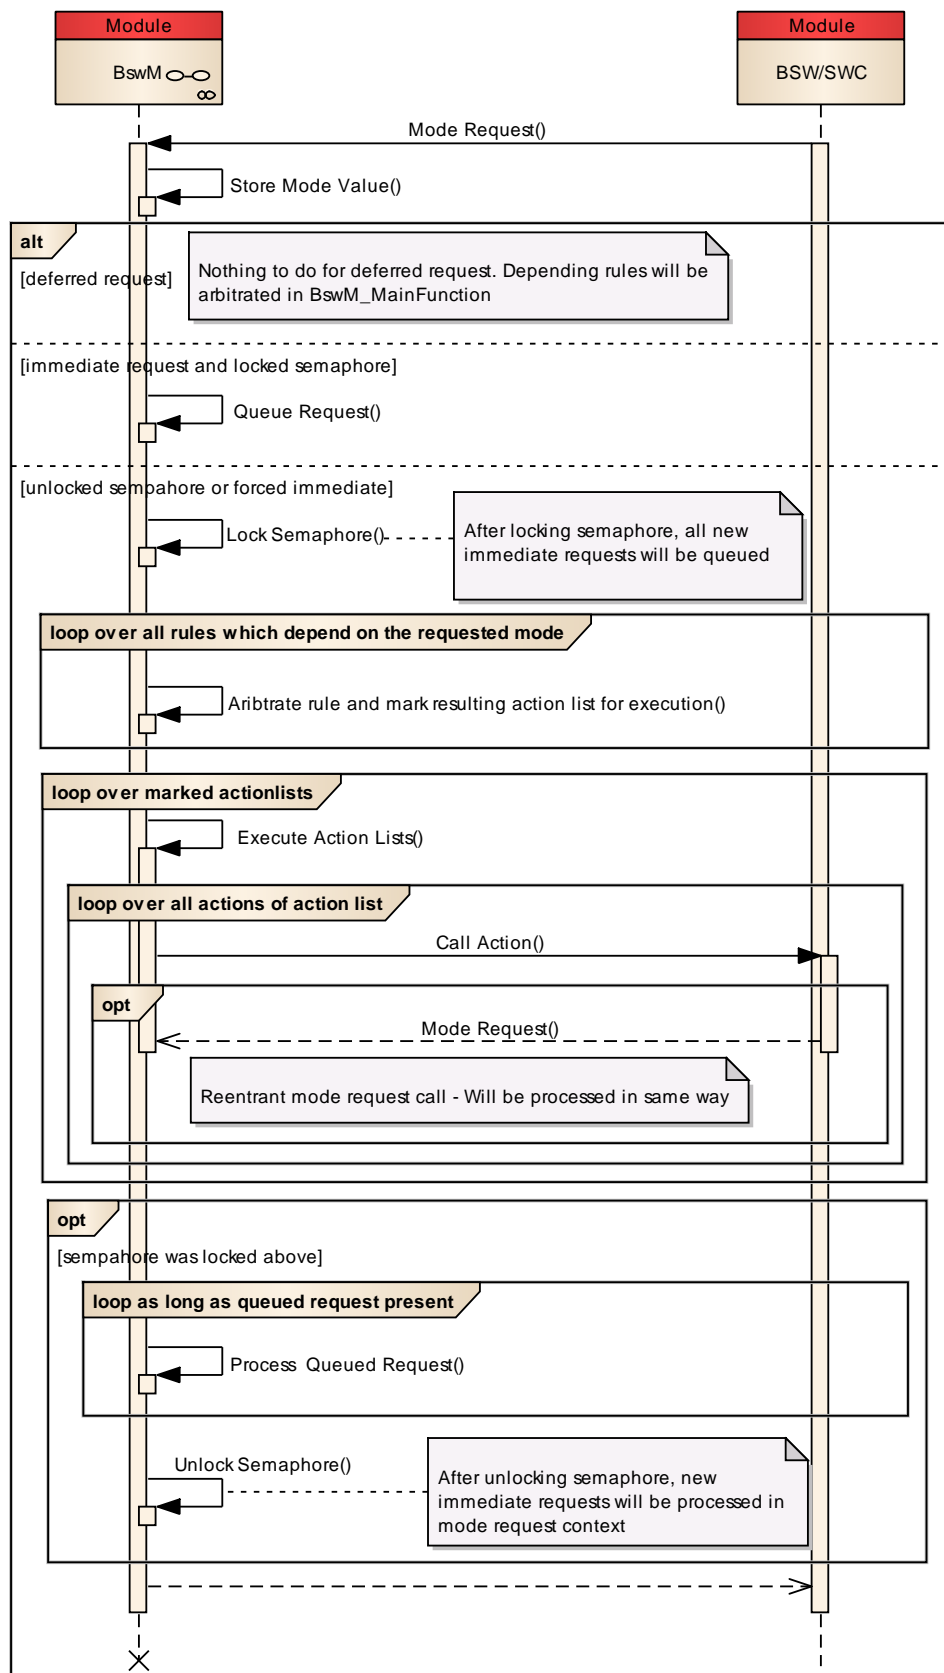 Module
Module
BswM
BSW/SWC
Mode Request()
Store Mode Value()
alt
[deferred request]
Nothing to do for deferred request. Depending rules will be
arbitrated in BswM_MainFunction
[immediate request and locked semaphore]
Queue Request()
[unlocked sempahore or forced immediate]
Lock Semaphore()
After locking semaphore, all new
immediate requests will be queued
loop over all rules which depend on the requested mode
Aribtrate rule and mark resulting action list for execution()
loop over marked actionlists
Execute Action Lists()
loop over all actions of action list
Call Action()
opt
Mode Request()
Reentrant mode request call - Will be processed in same way
opt
[sempahore was locked above]
loop as long as queued request present
Process Queued Request()
Unlock Semaphore()
After unlocking semaphore, new
immediate requests will be processed in
mode request context